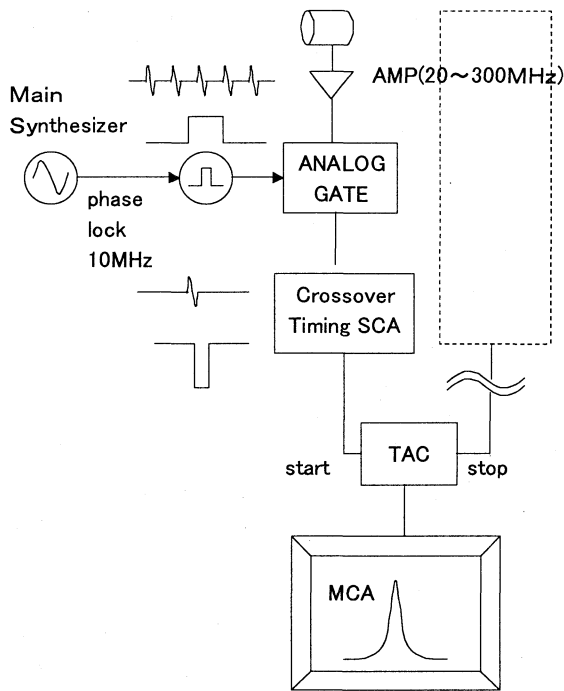 AMP(20～300MHz)
Main
Synthesizer
ANALOG
GATE
phase
lock
10MHz
Crossover
Timing SCA
start
TAC
stop
MCA